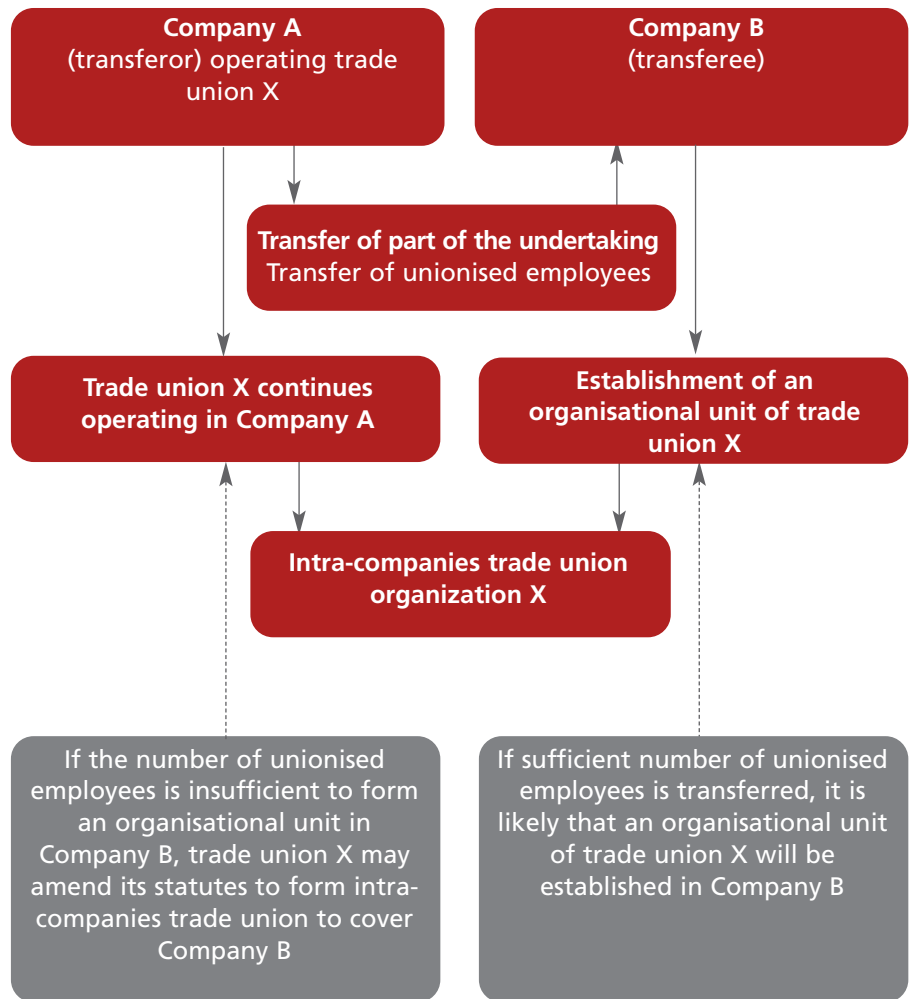 Company A
(transferor) operating trade
union X
Company B
(transferee)
Transfer of part of the undertaking
Transfer of unionised employees
Trade union X continues
operating in Company A
Establishment of an
organisational unit of trade
union X
Intra-companies trade union
organization X
If the number of unionised
employees is insufficient to form
an organisational unit in
Company B, trade union X may
amend its statutes to form intra-
companies trade union to cover
Company B
If sufficient number of unionised
employees is transferred, it is
likely that an organisational unit
of trade union X will be
established in Company B